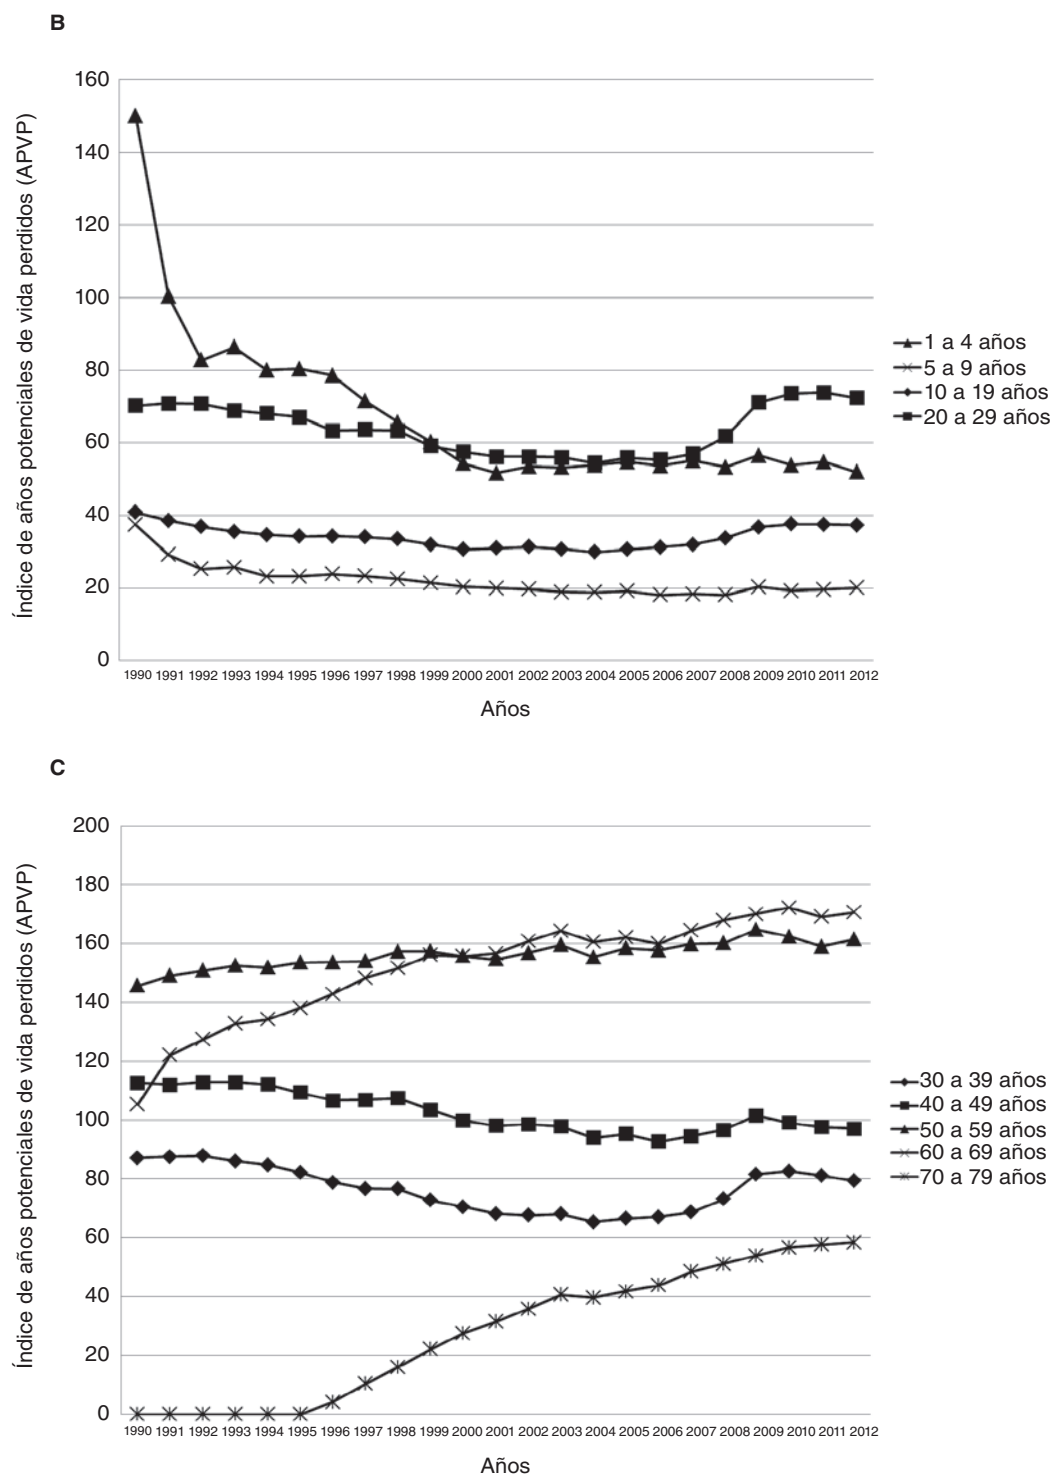 B
Índice de años potenciales de vida perdidos (APVP)
160
140
120
100
80
60
40
20
0
1990 1991 1992 1993 1994 1995 1996 1997 1998 1999 2000 2001 2002 2003 2004 2005 2006 2007 2008 2009 2010 2011 2012
Años
1 a 4 años
5 a 9 años
10 a 19 años
20 a 29 años
C
Índice de años potenciales de vida perdidos (APVP)
200
180
160
140
120
100
80
60
40
20
0
1990 1991 1992 1993 1994 1995 1996 1997 1998 1999 2000 2001 2002 2003 2004 2005 2006 2007 2008 2009 2010 2011 2012
Años
30 a 39 años
40 a 49 años
50 a 59 años
60 a 69 años
70 a 79 años